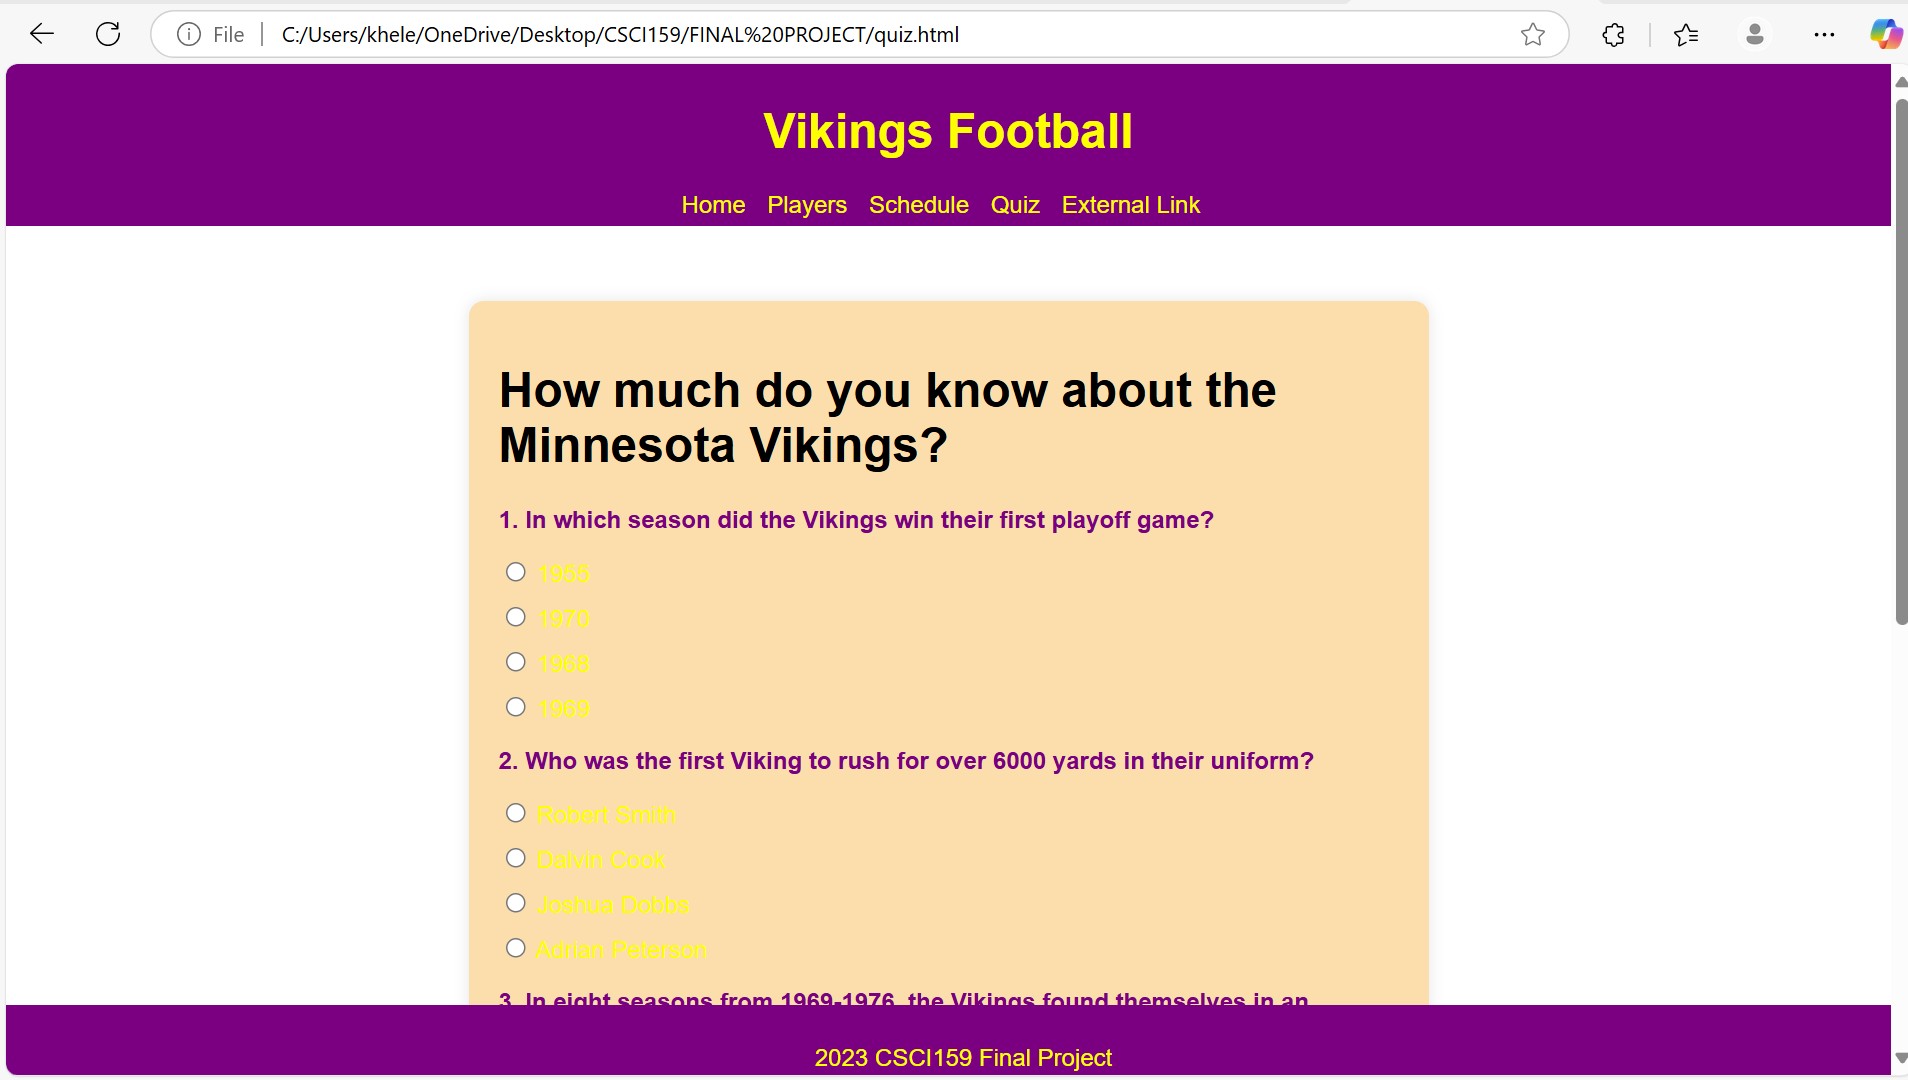 File
C:/Users/khele/OneDrive/Desktop/CSCI159/FINAL%20PROJECT/quiz.html
Vikings Football
Home Players Schedule Quiz External Link
How much do you know about the
Minnesota Vikings?
1. In which season did the Vikings win their first playoff game?
1955
1970
1968
1969
2. Who was the first Viking to rush for over 6000 yards in their uniform?
Robert Smith
Dalvin Cook
Joshua Dobbs
Adrian Peterson
3. In eight seasons from 1969-1976, the Vikings found themselves in an
2023 CSCI159 Final Project